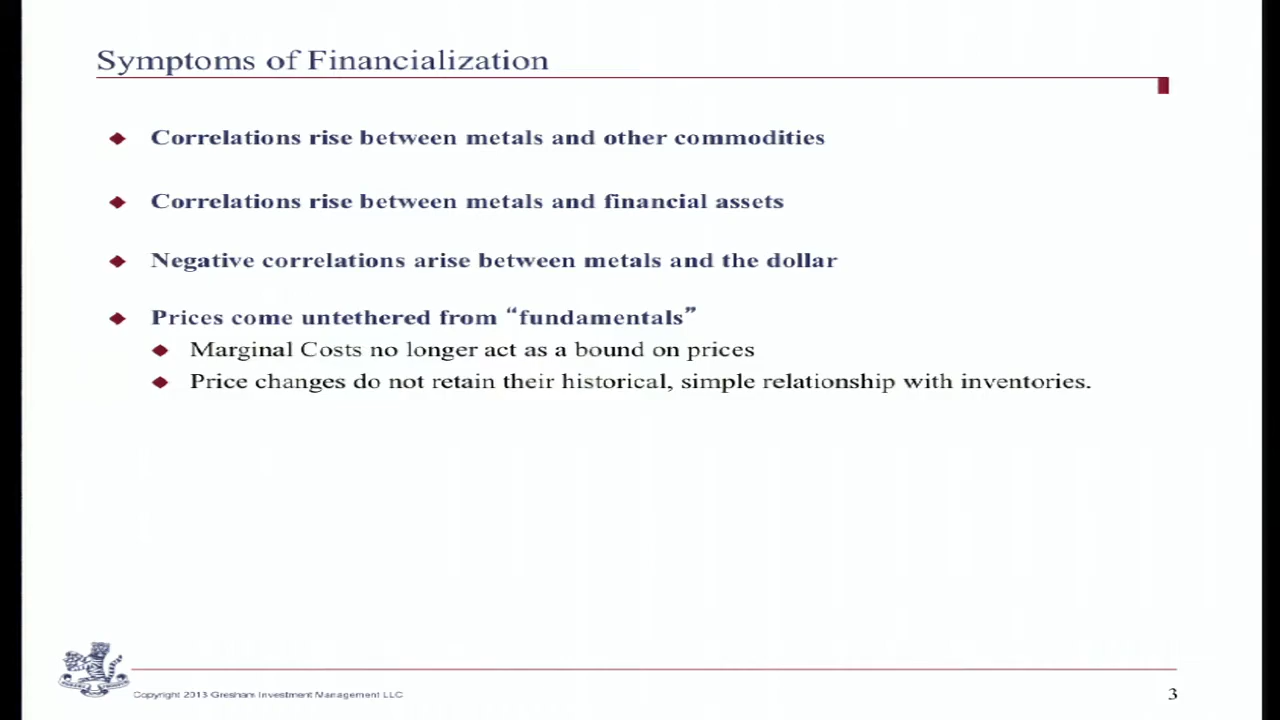 Symptoms of Financialization
Correlations rise between metals and other commodities
Correlations rise between metals and financial assets
Negative correlations arise between metals and the dollar
Prices come untethered from “fundamentals”
Marginal Costs no longer act as a bound on prices
Price changes do not retain their historical, simple relationship with inventories.
Copyright 2013 Gresham Investment Management LLC
3